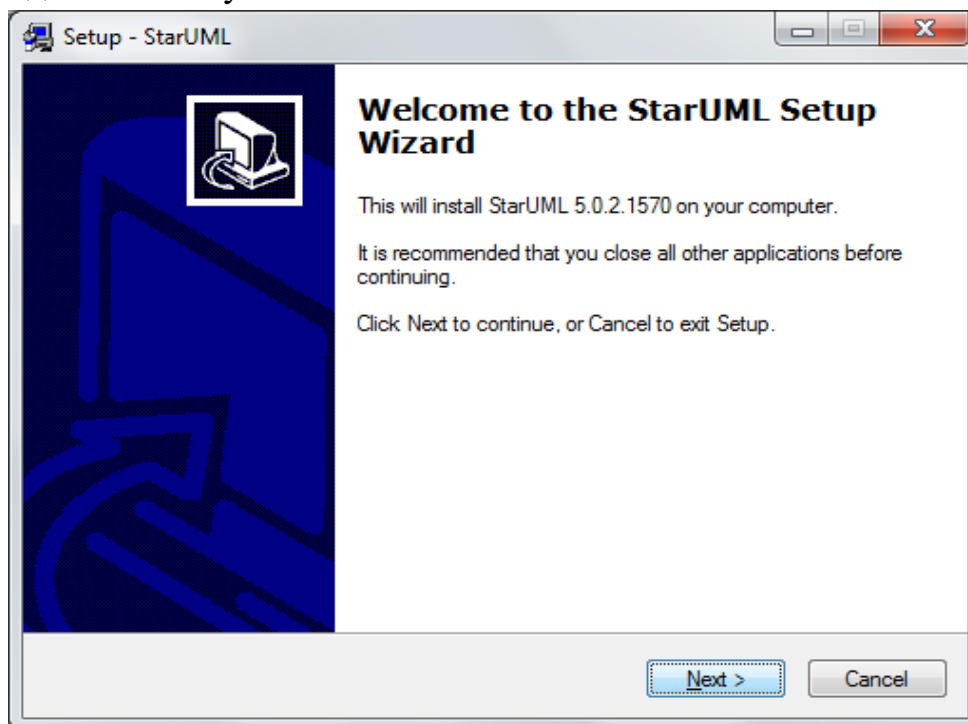 Setup - StarUML
Welcome to the StarUML Setup
Wizard
This will install StarUML 5.0.2.1570 on your computer.
It is recommended that you close all other applications before
continuing.
Click Next to continue, or Cancel to exit Setup.
Next >
Cancel